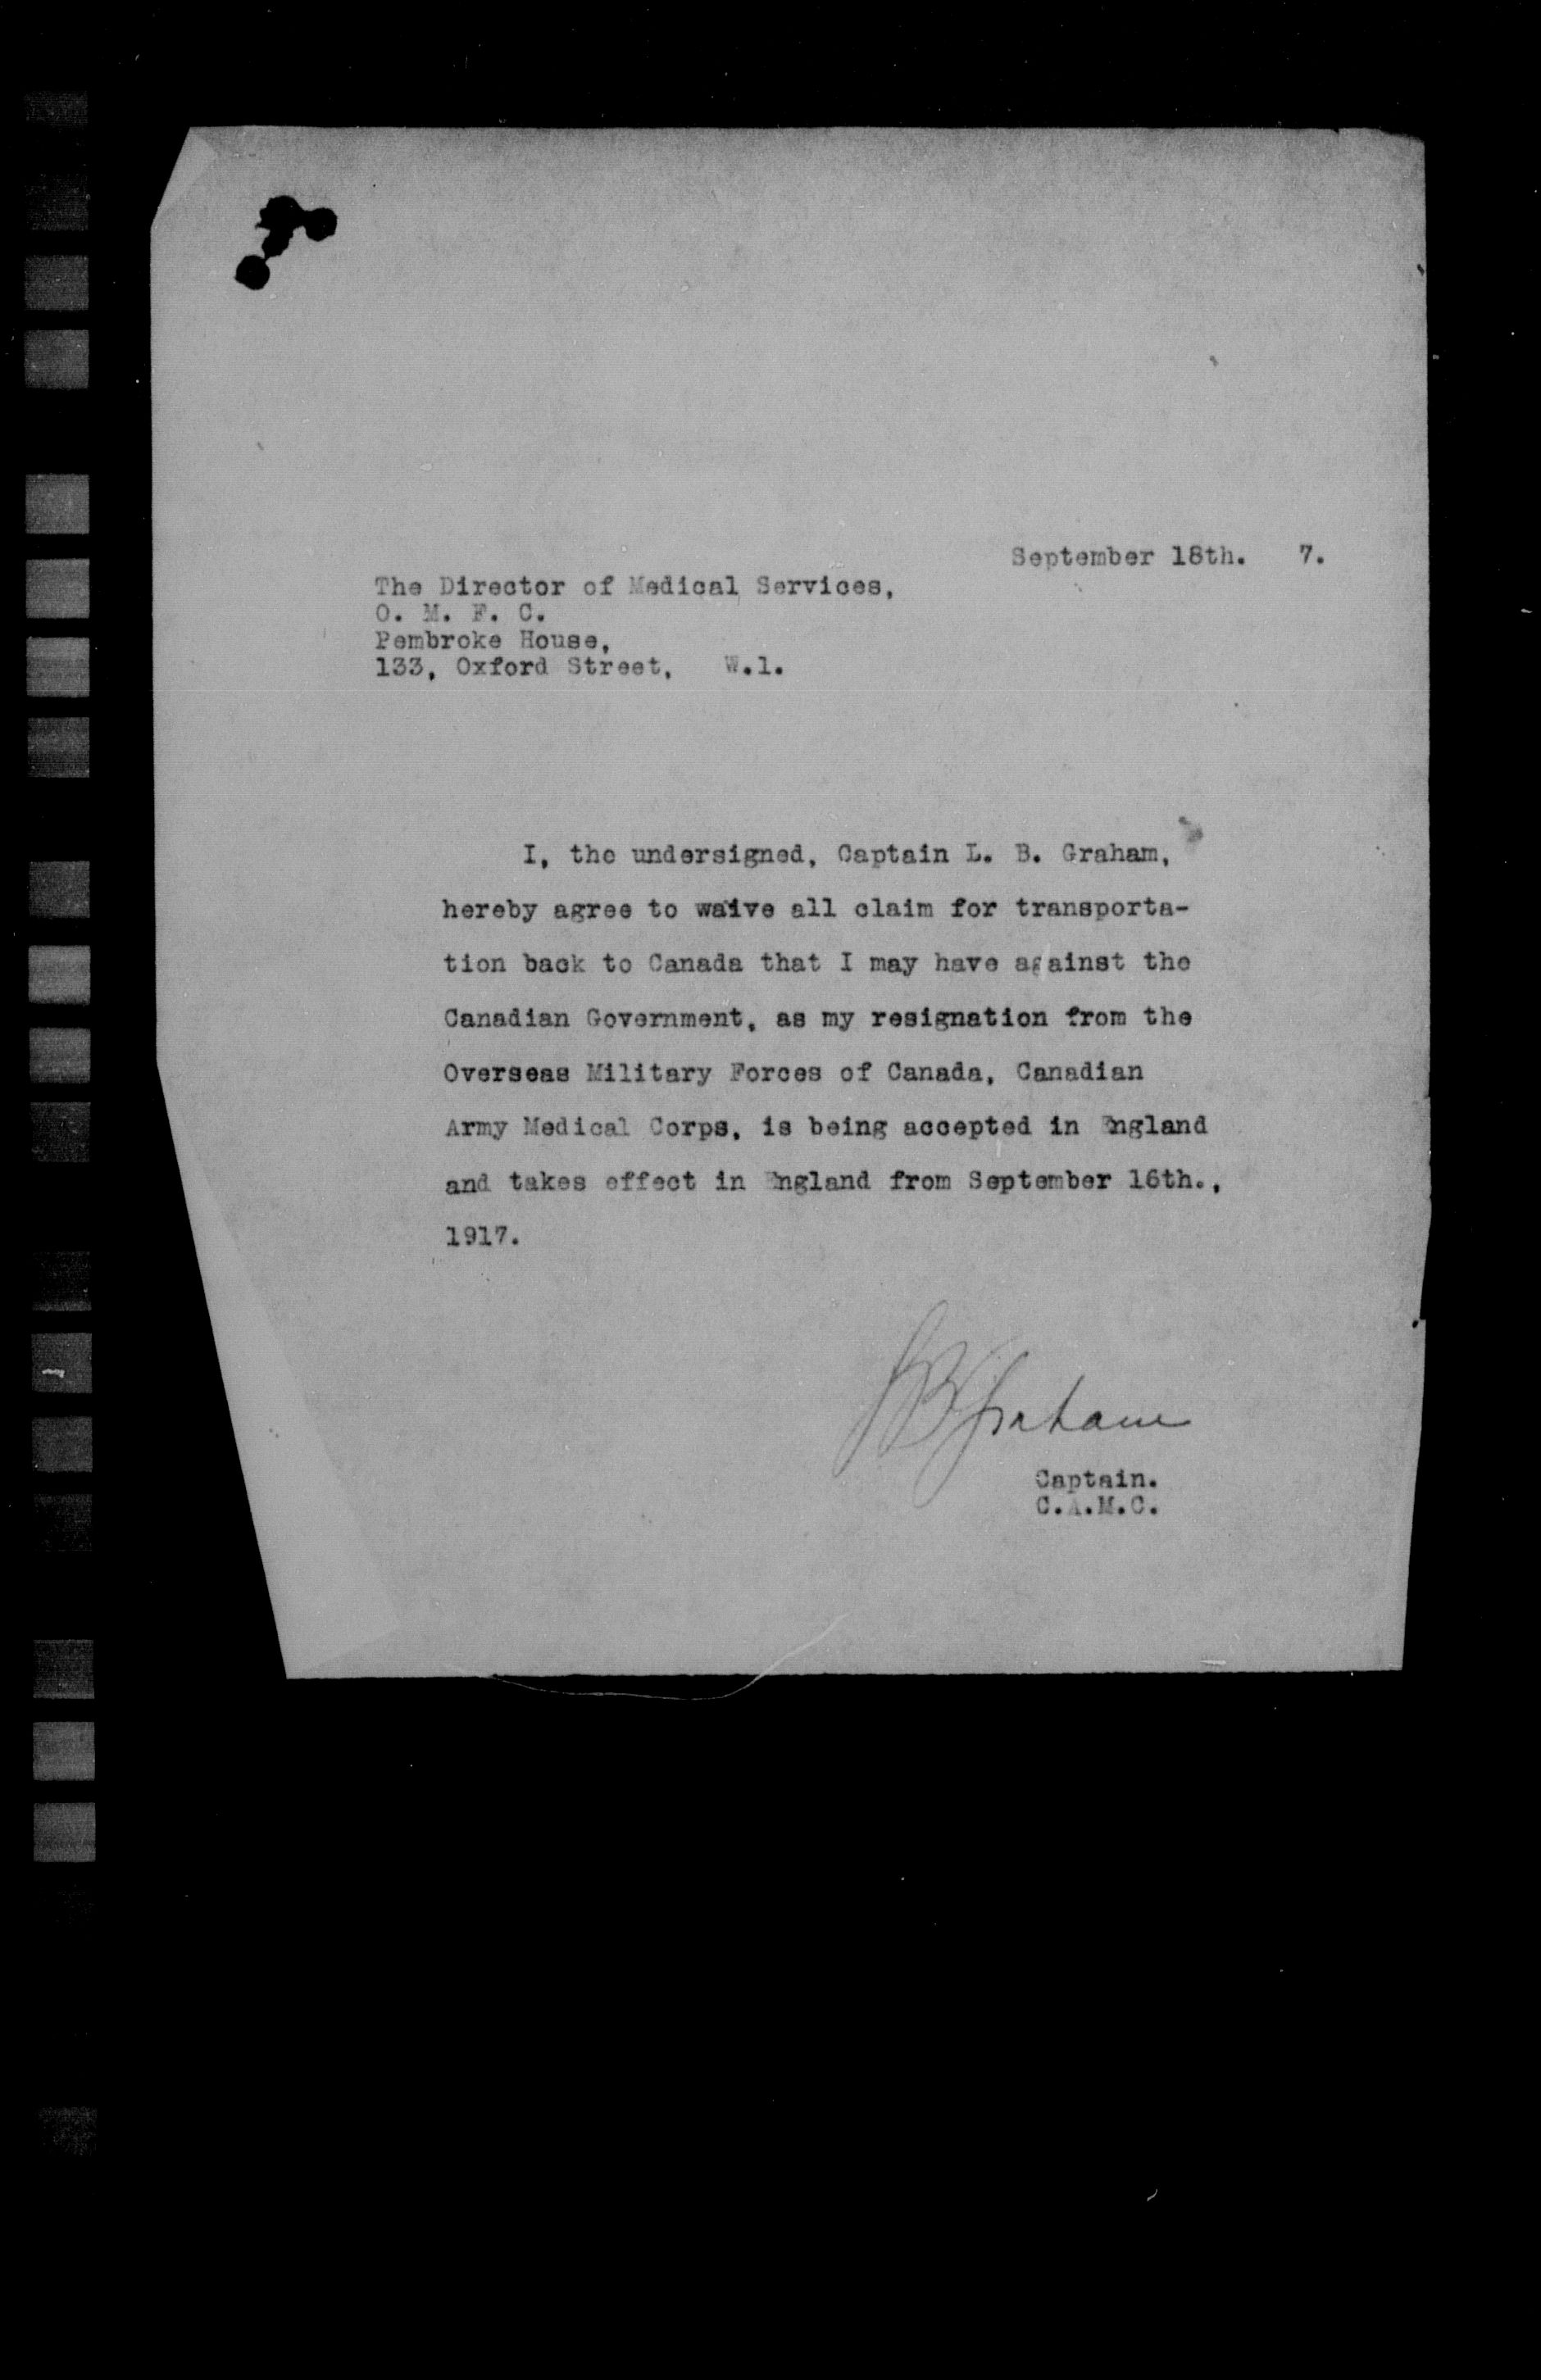 September 18th. 7.
The Director of Medical Services,
O. M. F. C.
Pembroke House,
133, Oxford Street, W.1.
I, the undersigned, Captain L. B. Graham,
hereby agree to waive all claim for transporta-
tion back to Canada that I may have against the
Canadian Government, as my resignation from the
Overseas Military Forces of Canada, Canadian
Army Medical Corps, is being accepted in England
and takes effect in England from September 16th.,
1917.
LBGraham
Captain.
C.A.M.C.